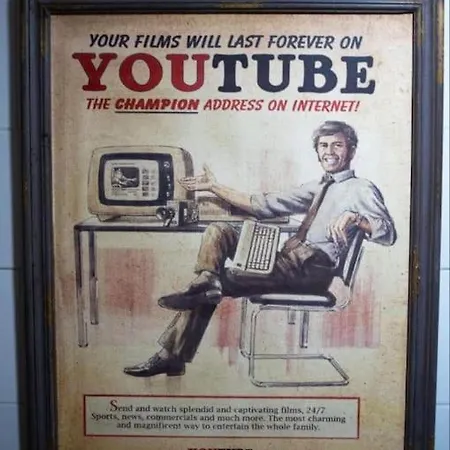 YOUR FILMS WILL LAST FOREVER ON
YOUTUBE
THE CHAMPION ADDRESS ON INTERNET!
Send and watch splendid and captivating films, 24/7
Sports, news, commercials and much more. The most charming
and magnificent way to entertain the whole family.